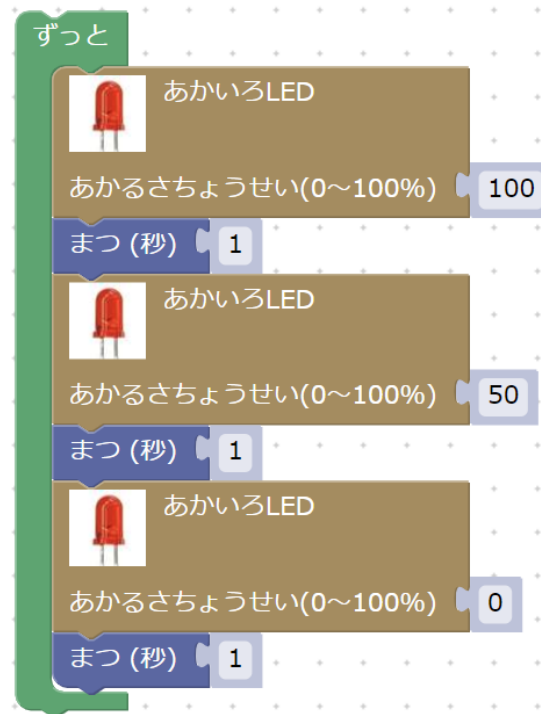 ずっと
あかいろLED
あかるさちょうせい(0～100%) 100
まつ (秒) 1
あかいろLED
あかるさちょうせい(0～100%) 50
まつ (秒) 1
あかいろLED
あかるさちょうせい(0～100%) 0
まつ (秒) 1